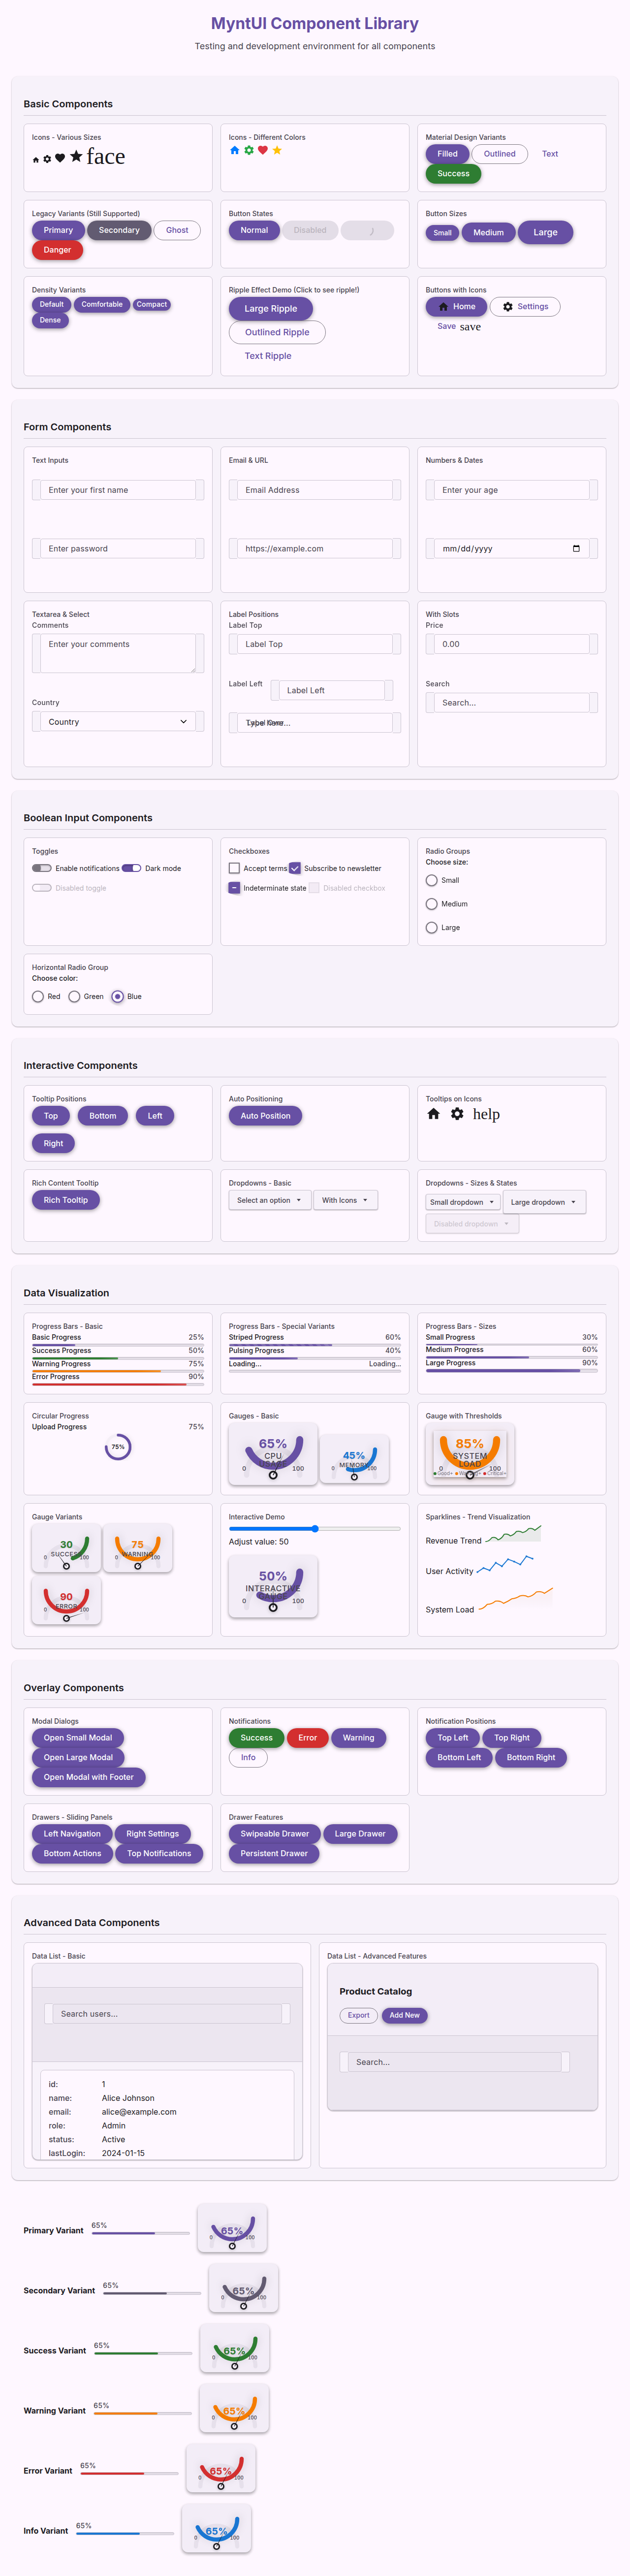 MyntUI Component Library
Testing and development environment for all components
Basic Components
Icons - Various Sizes
face
Icons - Different Colors
Material Design Variants
Filled
Outlined
Text
Success
Legacy Variants (Still Supported)
Primary
Secondary
Ghost
Danger
Button States
Normal
Disabled
Button Sizes
Small
Medium
Large
Density Variants
Default
Comfortable
Compact
Dense
Ripple Effect Demo (Click to see ripple!)
Large Ripple
Outlined Ripple
Text Ripple
Buttons with Icons
Home
Settings
Save save
Form Components
Text Inputs
Enter your first name
Enter password
Email & URL
Email Address
https://example.com
Numbers & Dates
Enter your age
mm/dd/yyyy
Textarea & Select
Comments
Enter your comments
Country
Country
Label Positions
Label Top
Label Top
Label Left
Label Left
With Slots
Price
0.00
Search
Search...
Boolean Input Components
Toggles
Enable notifications
Dark mode
Disabled toggle
Checkboxes
Accept terms
Subscribe to newsletter
Indeterminate state
Disabled checkbox
Radio Groups
Choose size:
Small
Medium
Large
Horizontal Radio Group
Choose color:
Red
Green
Blue
Interactive Components
Tooltip Positions
Top
Bottom
Left
Right
Auto Positioning
Auto Position
Tooltips on Icons
help
Rich Content Tooltip
Rich Tooltip
Dropdowns - Basic
Select an option
With Icons
Dropdowns - Sizes & States
Small dropdown
Large dropdown
Disabled dropdown
Data Visualization
Progress Bars - Basic
Basic Progress 25%
Success Progress 50%
Warning Progress 75%
Error Progress 90%
Progress Bars - Special Variants
Striped Progress 60%
Pulsing Progress 40%
Loading... Loading...
Progress Bars - Sizes
Small Progress 30%
Medium Progress 60%
Large Progress 90%
Circular Progress
Upload Progress 75%
75%
Gauges - Basic
65%
CPU
0 100
45%
MEMORY
0 100
Gauge with Thresholds
85%
SYSTEM
LOAD
0 100
Gauge Variants
30
SUCCESS
0 100
75
WARNING
0 100
90
ERROR
0 100
Interactive Demo
Adjust value: 50
50%
INTERACTIVE
0 100
Sparklines - Trend Visualization
Revenue Trend
User Activity
System Load
Overlay Components
Modal Dialogs
Open Small Modal
Open Large Modal
Open Modal with Footer
Notifications
Success
Error
Warning
Info
Notification Positions
Top Left
Top Right
Bottom Left
Bottom Right
Drawers - Sliding Panels
Left Navigation
Right Settings
Bottom Actions
Top Notifications
Drawer Features
Swipeable Drawer
Large Drawer
Persistent Drawer
Advanced Data Components
Data List - Basic
Search users...
id: 1
name: Alice Johnson
email: alice@example.com
role: Admin
status: Active
lastLogin: 2024-01-15
Data List - Advanced Features
Product Catalog
Export
Add New
Search...
Primary Variant
65%
65%
0 100
Secondary Variant
65%
65%
0 100
Success Variant
65%
65%
0 100
Warning Variant
65%
65%
0 100
Error Variant
65%
65%
0 100
Info Variant
65%
65%
0 100